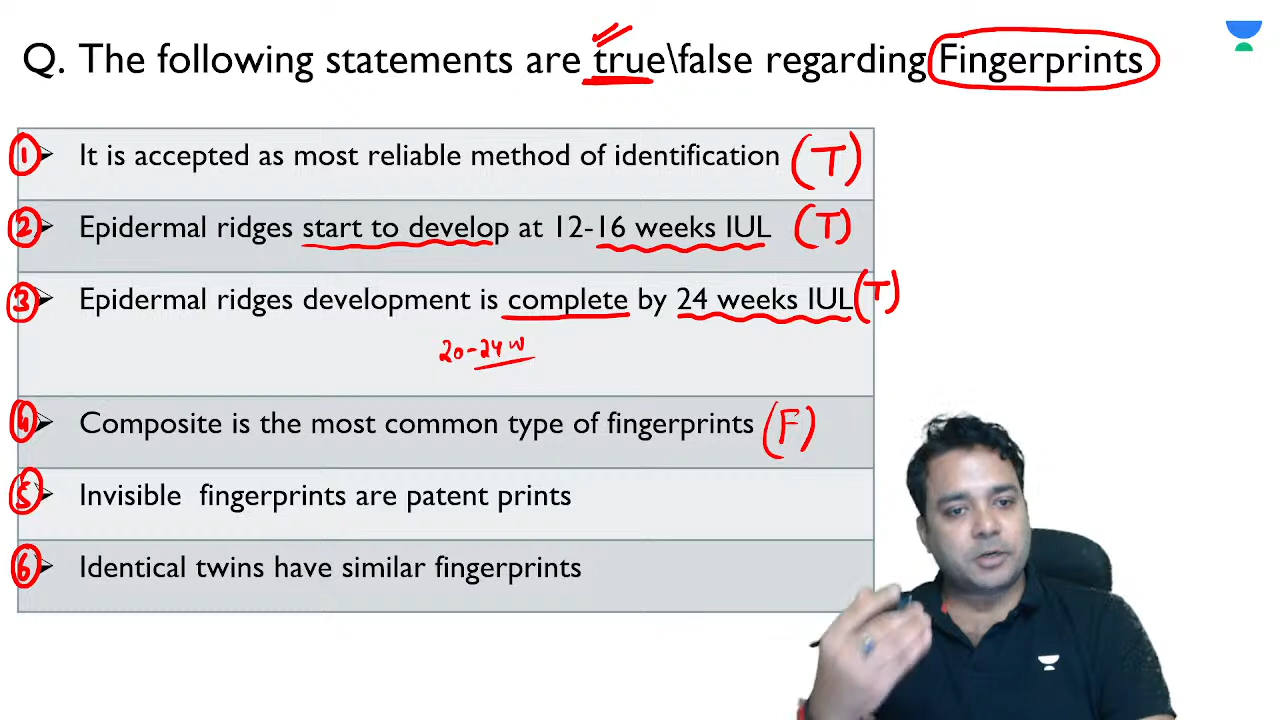 Q. The following statements are true\false regarding Fingerprints
1 It is accepted as most reliable method of identification (T)
2 Epidermal ridges start to develop at 12-16 weeks IUL (T)
3 Epidermal ridges development is complete by 24 weeks IUL (T)
20-24 w
4 Composite is the most common type of fingerprints (F)
5 Invisible fingerprints are patent prints
6 Identical twins have similar fingerprints